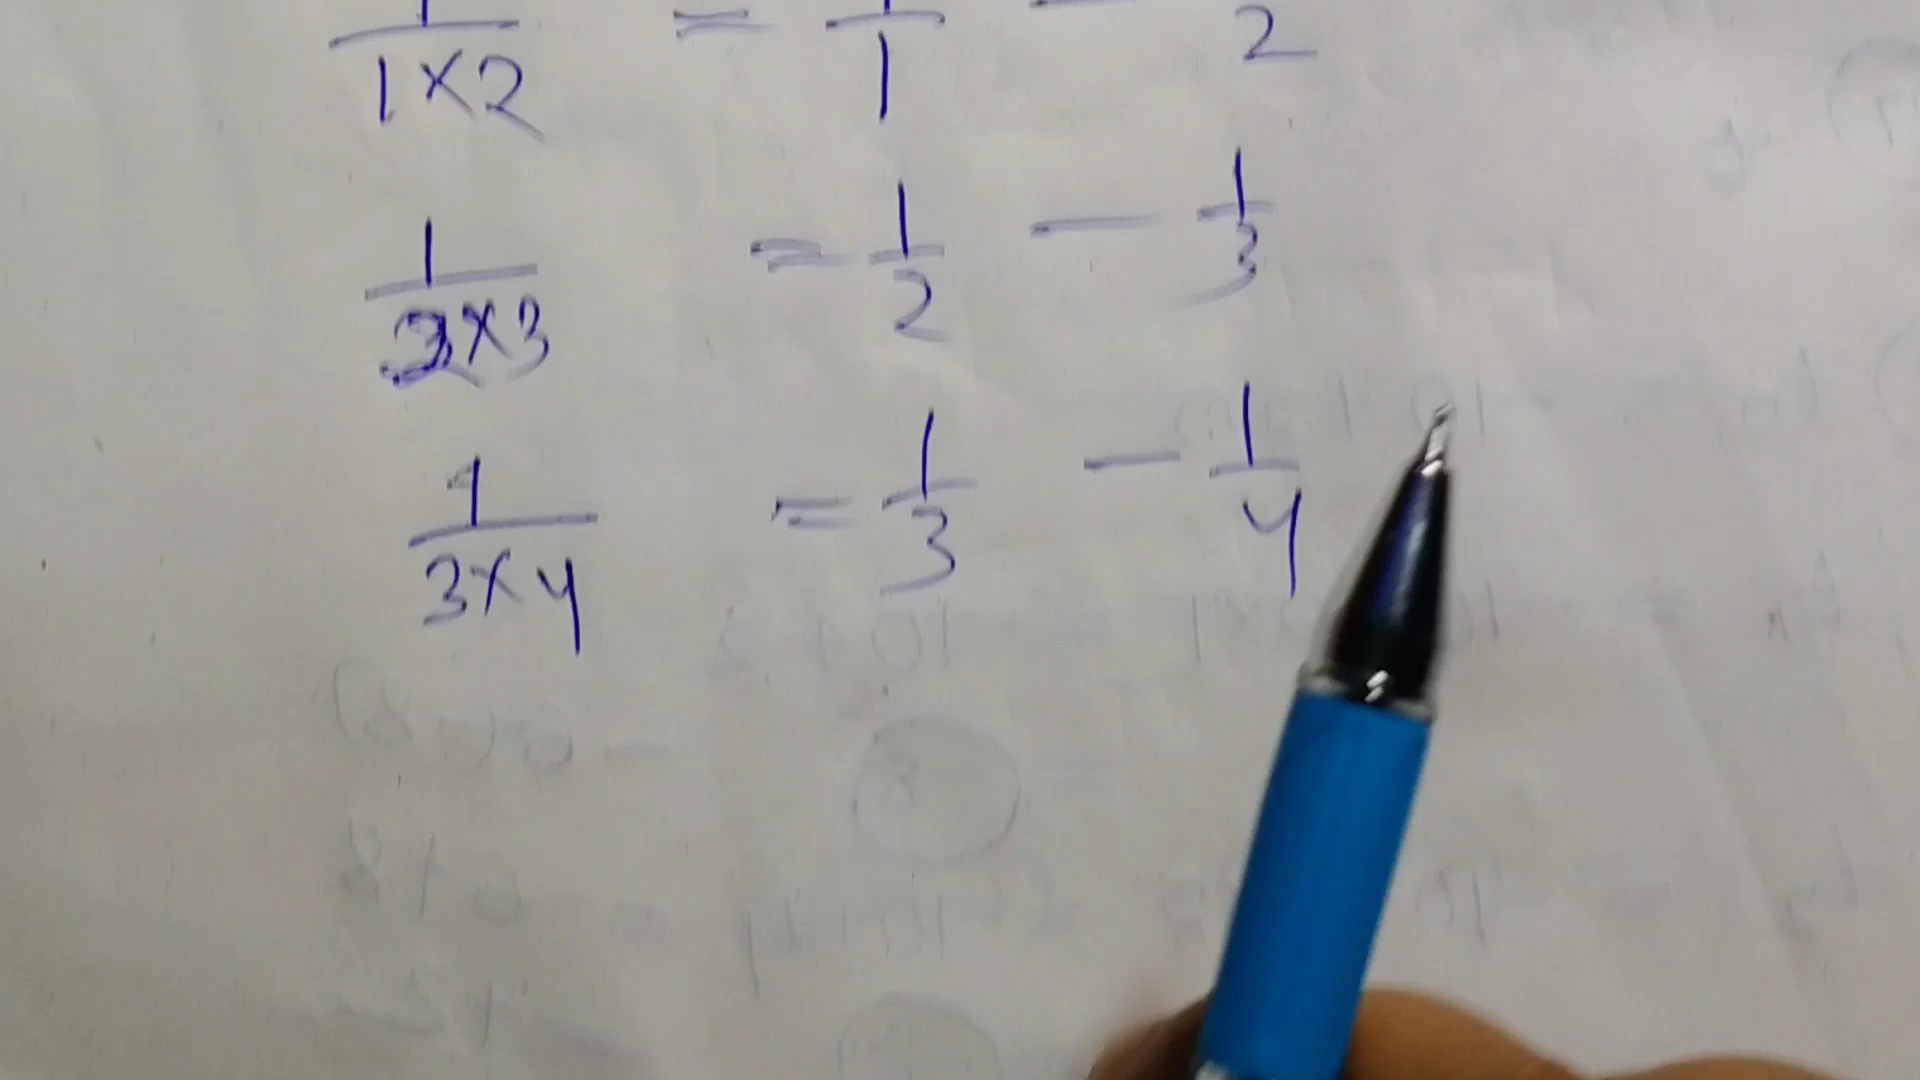 1/(1×2) = 1/1 − 1/2
1/(2×3) = 1/2 − 1/3
1/(3×4) = 1/3 − 1/4